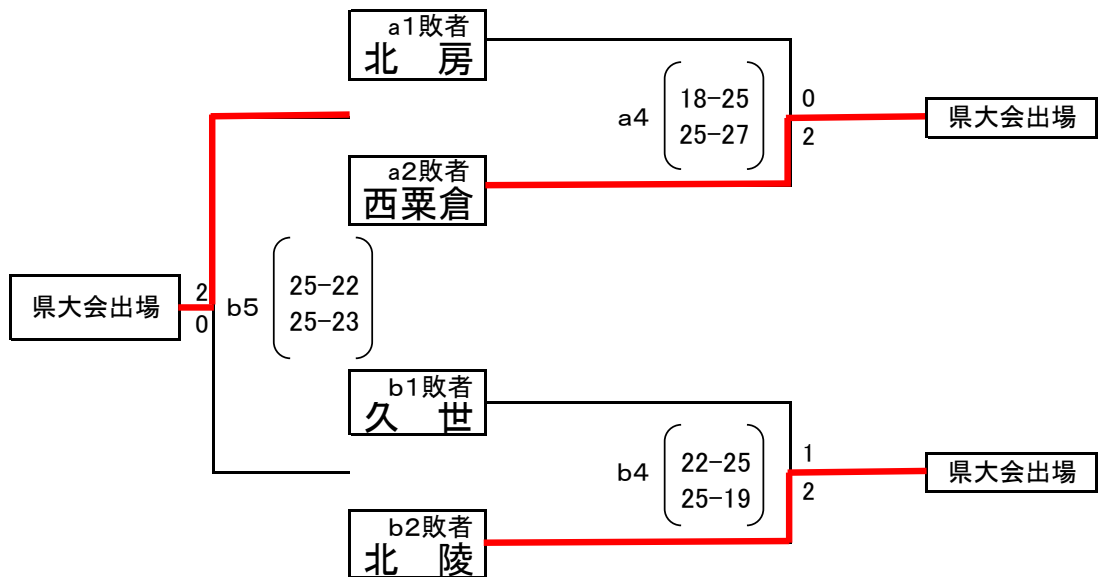 a1敗者
北　房
a4
18-25
25-27
0
2
県大会出場
a2敗者
西粟倉
県大会出場
2
0
b5
25-22
25-23
b1敗者
久　世
b4
22-25
25-19
1
2
県大会出場
b2敗者
北　陵